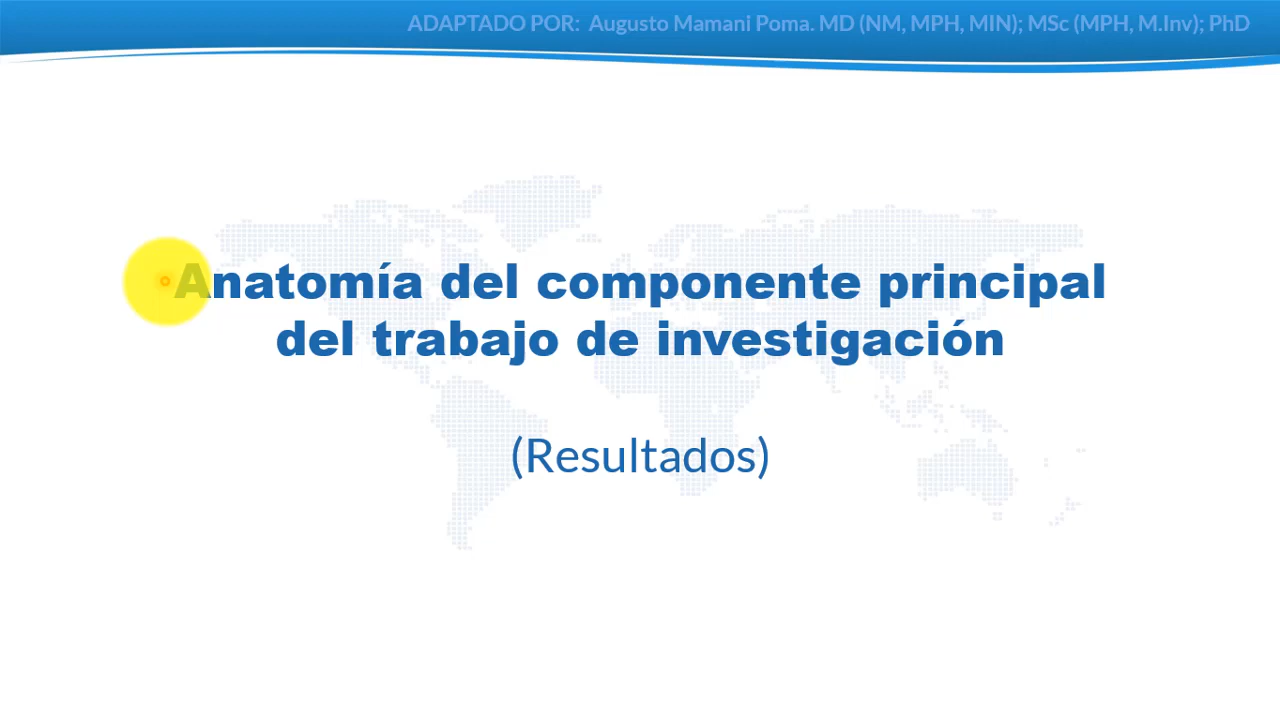 ADAPTADO POR: Augusto Mamani Poma. MD (NM, MPH, MIN); MSc (MPH, M.Inv); PhD
Anatomía del componente principal
del trabajo de investigación
(Resultados)